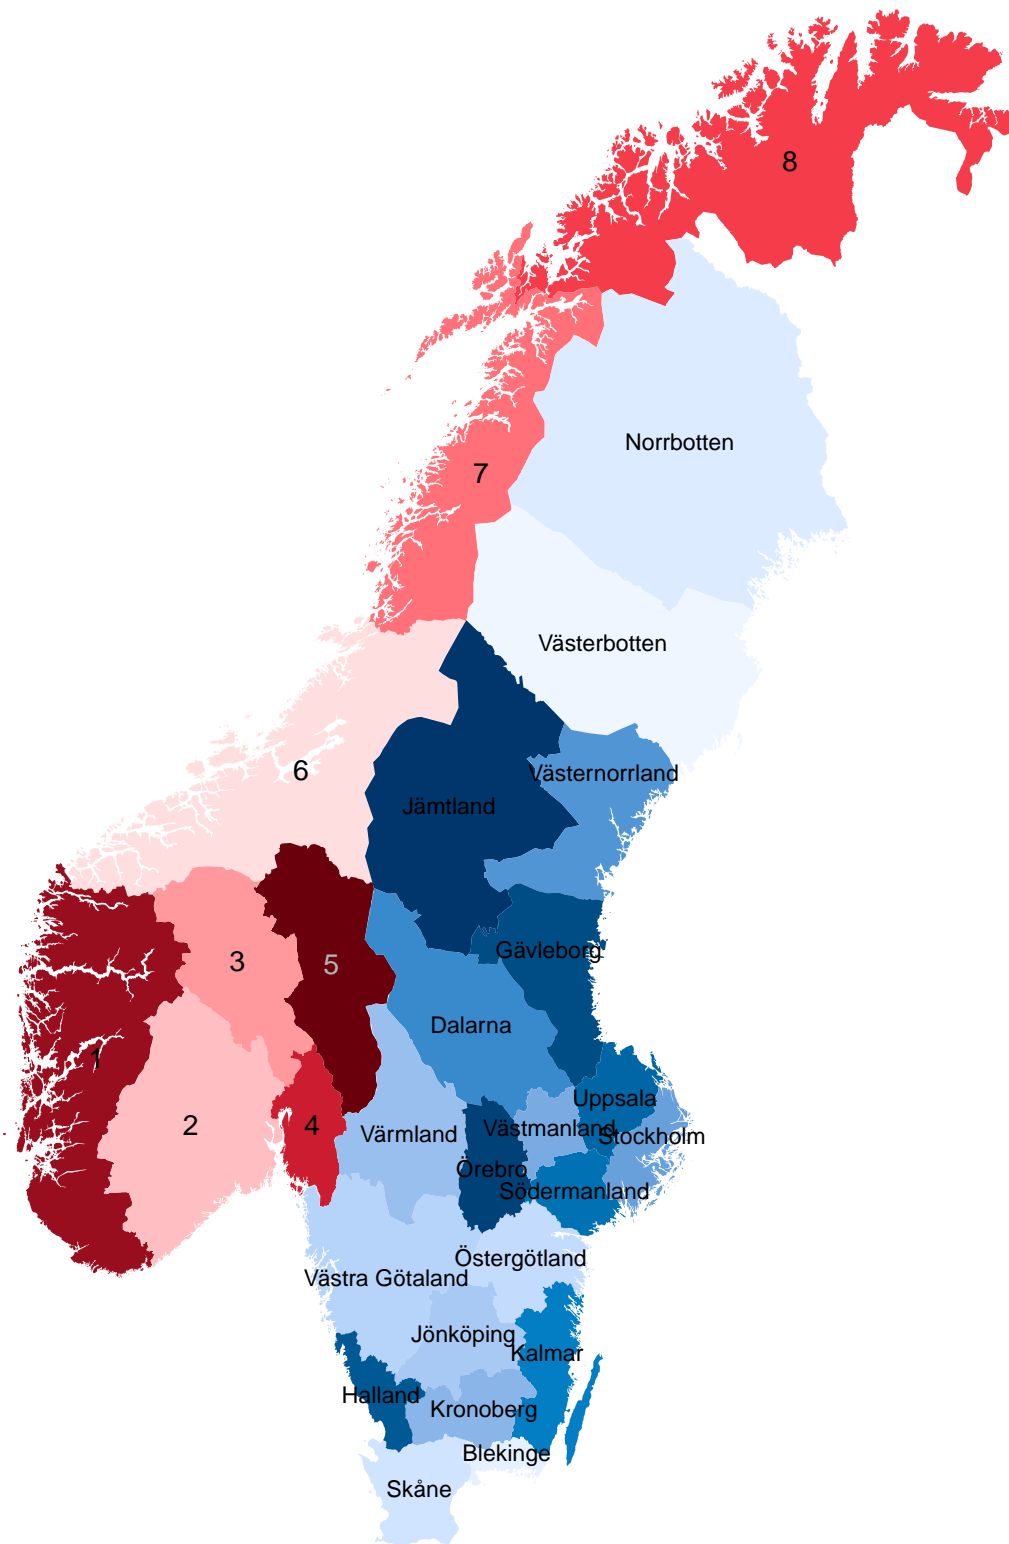 8
Norrbotten
7
Västerbotten
6
Västernorrland
Jämtland
Gävleborg
3
5
Dalarna
1
Uppsala
2
4
Värmland
Västmanland
Stockholm
Örebro
Södermanland
Östergötland
Västra Götaland
Jönköping
Kalmar
Halland
Kronoberg
Blekinge
Skåne